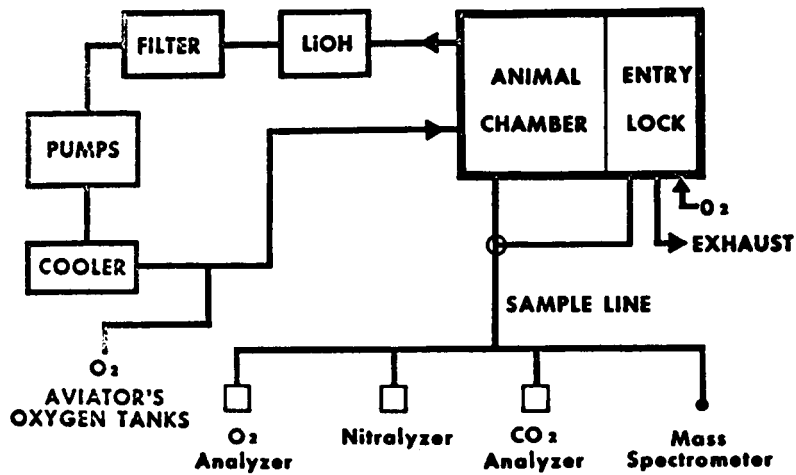 FILTER
LiOH
ANIMAL
CHAMBER
ENTRY
LOCK
PUMPS
COOLER
O2
EXHAUST
SAMPLE LINE
O2
AVIATOR'S
OXYGEN TANKS
O2
Analyzer
Nitralyzer
CO2
Analyzer
Mass
Spectrometer